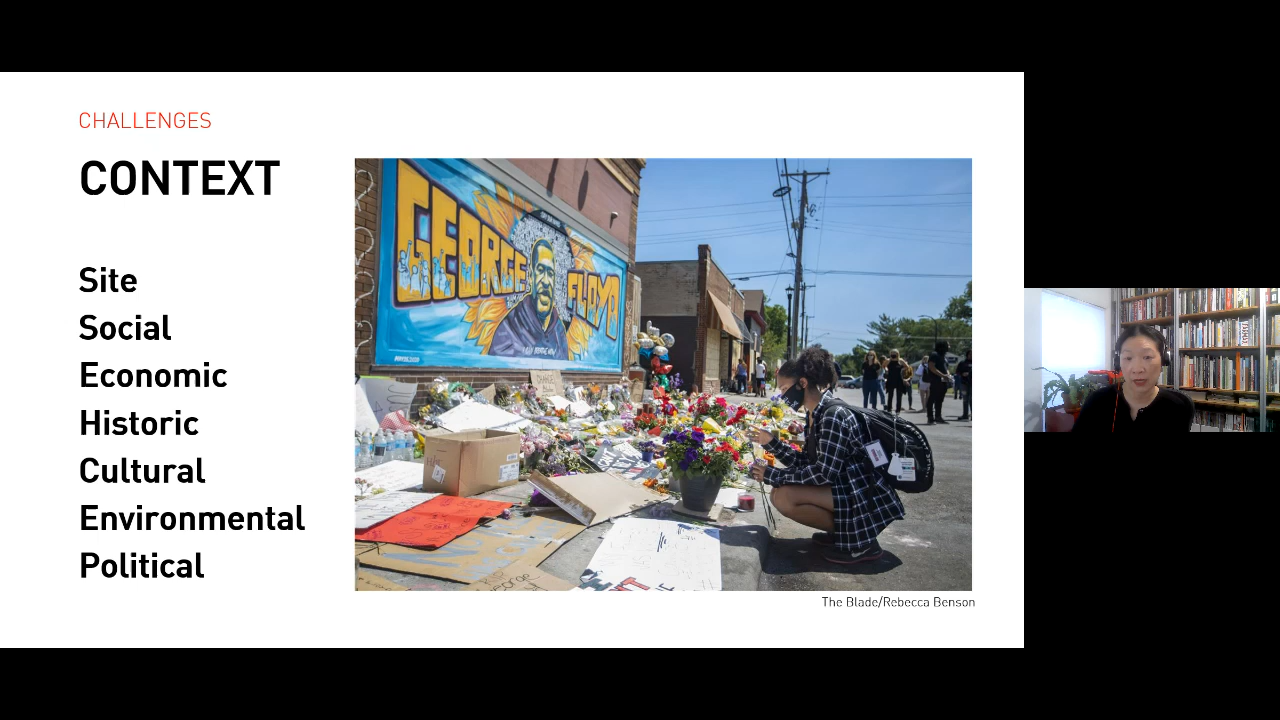 CHALLENGES
CONTEXT
Site
Social
Economic
Historic
Cultural
Environmental
Political
GEORGE FLOYD
The Blade/Rebecca Benson